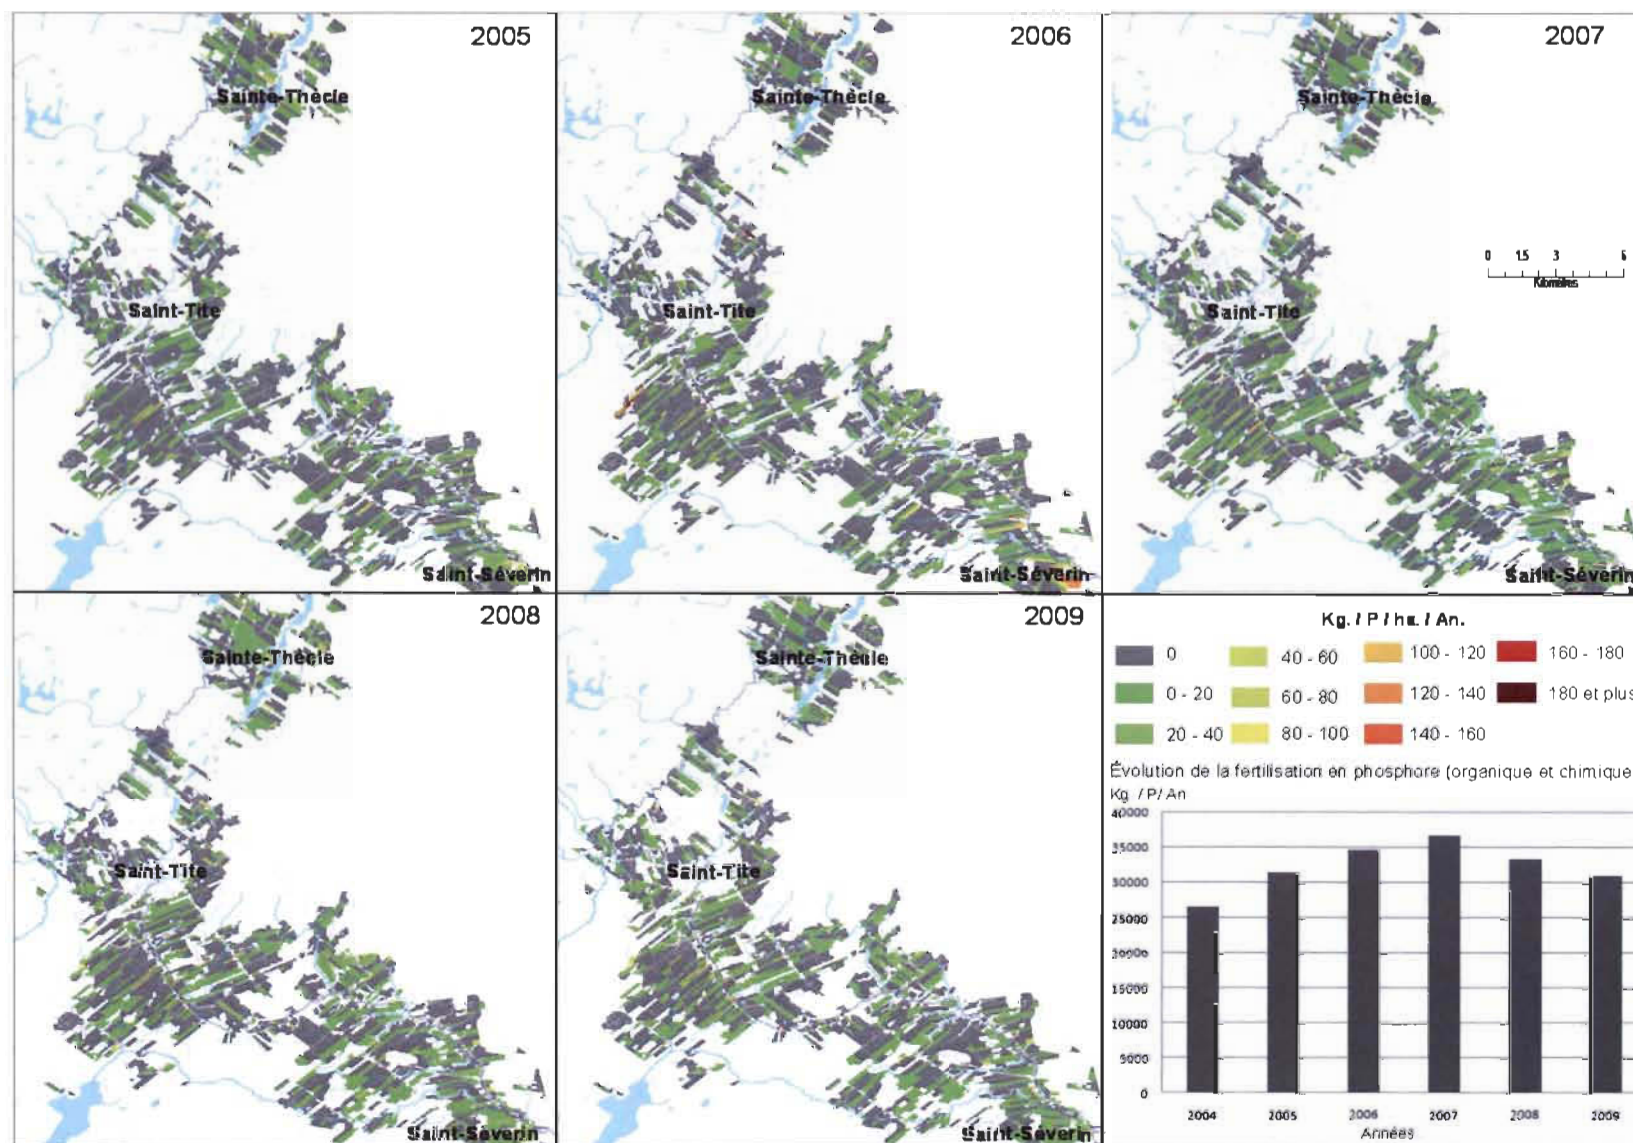 2005
Sainte-Thècle
Saint-Tite
Saint-Séverin
2006
Sainte-Thècle
Saint-Tite
Saint-Séverin
2007
Sainte-Thècle
0 1.5 3 6
Kilomètres
Saint-Tite
Saint-Séverin
2008
Sainte-Thècle
Saint-Tite
Saint-Séverin
2009
Sainte-Thècle
Saint-Tite
Saint-Séverin
Kg. / P / ha. / An.
0
0 - 20
20 - 40
40 - 60
60 - 80
80 - 100
100 - 120
120 - 140
140 - 160
160 - 180
180 et plus
Évolution de la fertilisation en phosphore (organique et chimique
Kg. / P / An
40000
35000
30000
25000
20000
15000
10000
5000
0
2004 2005 2006 2007 2008 2009
Années